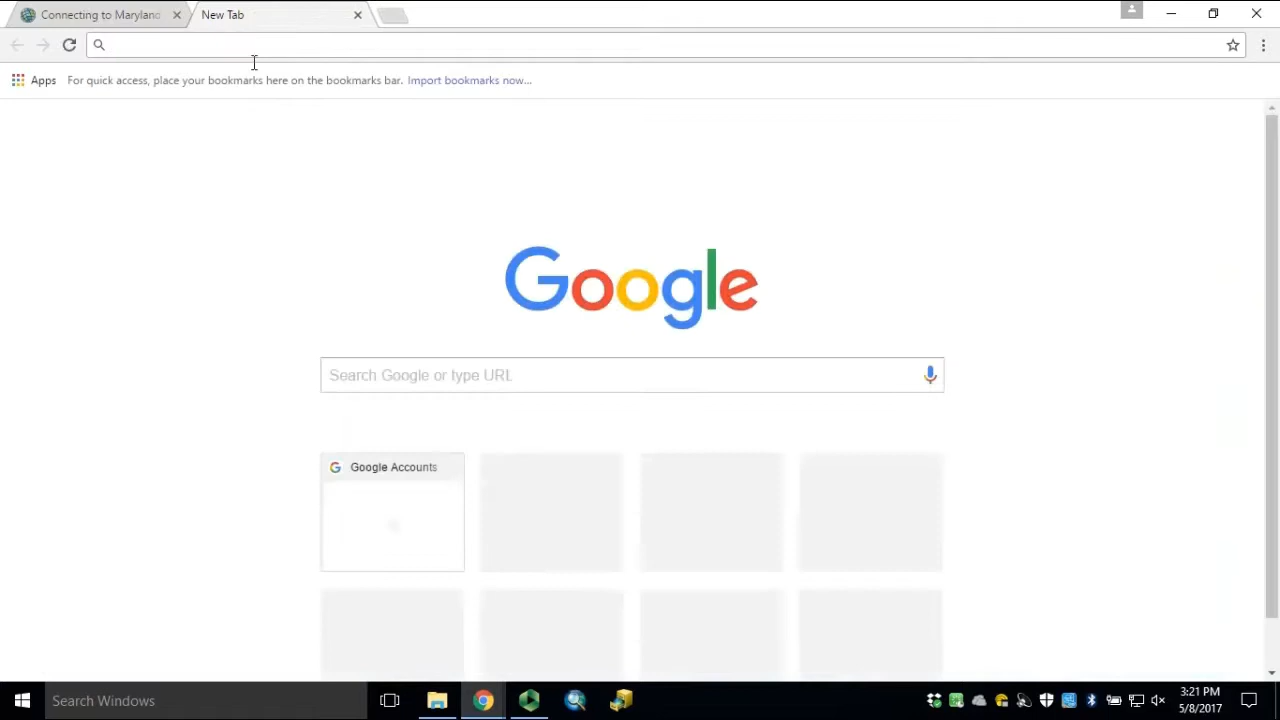 Connecting to Maryland
New Tab
Apps
For quick access, place your bookmarks here on the bookmarks bar. Import bookmarks now...
Google
Search Google or type URL
Google Accounts
Search Windows
3:21 PM
5/8/2017